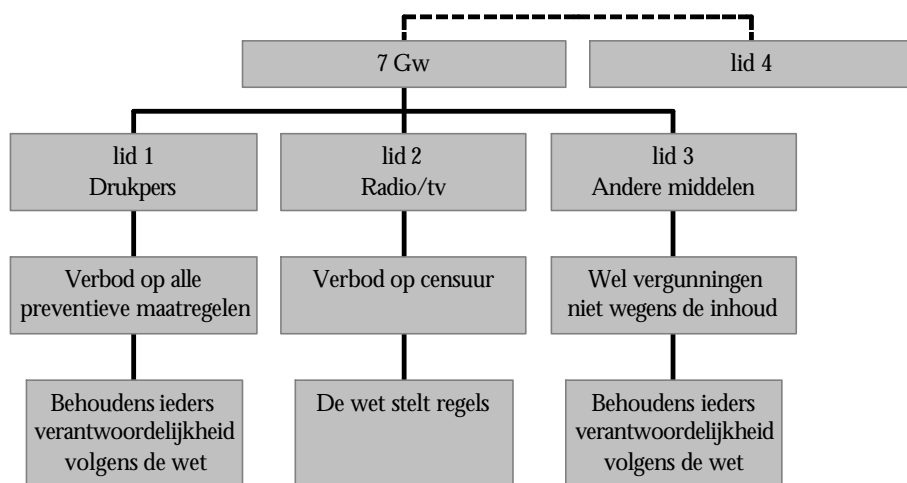 7 Gw
lid 4
lid 1
Drukpers
lid 2
Radio/tv
lid 3
Andere middelen
Verbod op alle
preventieve maatregelen
Verbod op censuur
Wel vergunningen
niet wegens de inhoud
Behoudens ieders
verantwoordelijkheid
volgens de wet
De wet stelt regels
Behoudens ieders
verantwoordelijkheid
volgens de wet